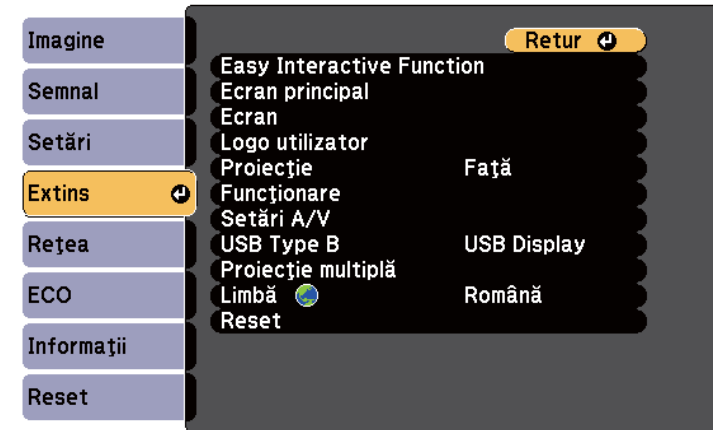 Imagine
Semnal
Setări
Extins
Reţea
ECO
Informaţii
Reset
Retur
Easy Interactive Function
Ecran principal
Ecran
Logo utilizator
Proiecţie Faţă
Funcţionare
Setări A/V
USB Type B USB Display
Proiecţie multiplă
Limbă Română
Reset